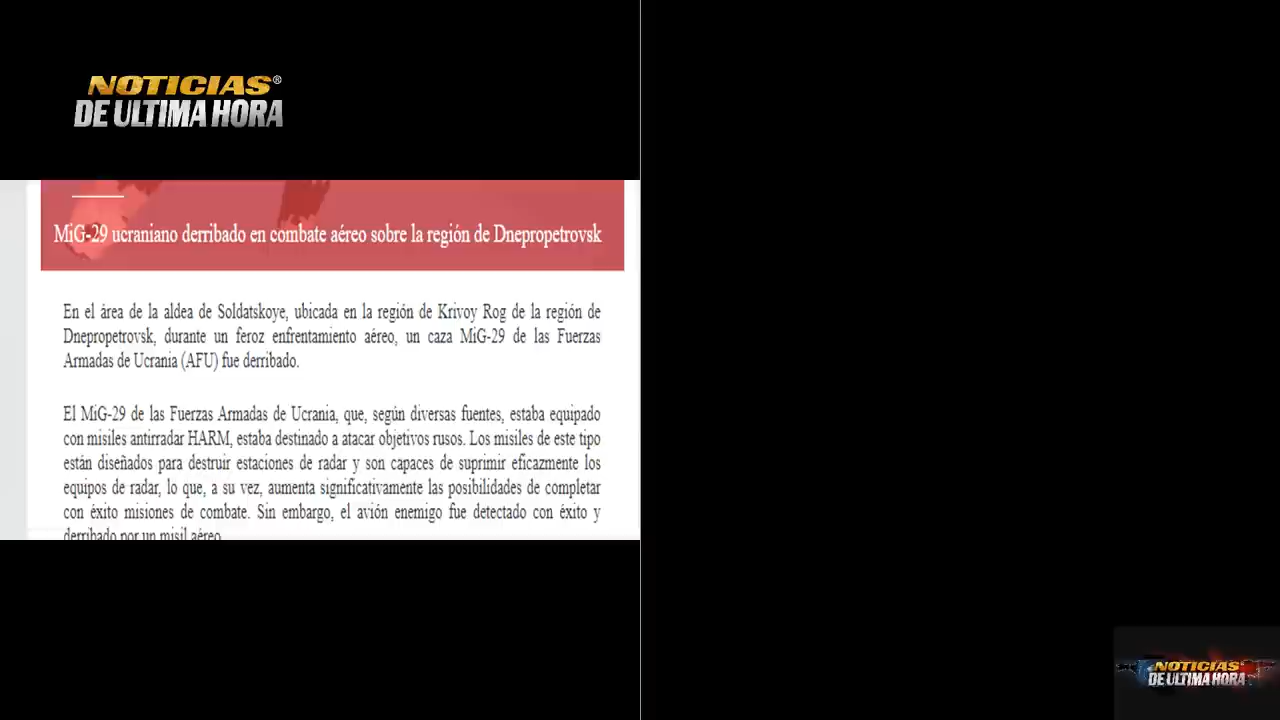 NOTICIAS®
DE ULTIMA HORA
MiG-29 ucraniano derribado en combate aéreo sobre la región de Dnepropetrovsk
En el área de la aldea de Soldatskoye, ubicada en la región de Krivoy Rog de la región de
Dnepropetrovsk, durante un feroz enfrentamiento aéreo, un caza MiG-29 de las Fuerzas
Armadas de Ucrania (AFU) fue derribado.
El MiG-29 de las Fuerzas Armadas de Ucrania, que, según diversas fuentes, estaba equipado
con misiles antirradar HARM, estaba destinado a atacar objetivos rusos. Los misiles de este tipo
están diseñados para destruir estaciones de radar y son capaces de suprimir eficazmente los
equipos de radar, lo que, a su vez, aumenta significativamente las posibilidades de completar
con éxito misiones de combate. Sin embargo, el avión enemigo fue detectado con éxito y
derribado por un misil aéreo.
NOTICIAS
DE ULTIMA HORA